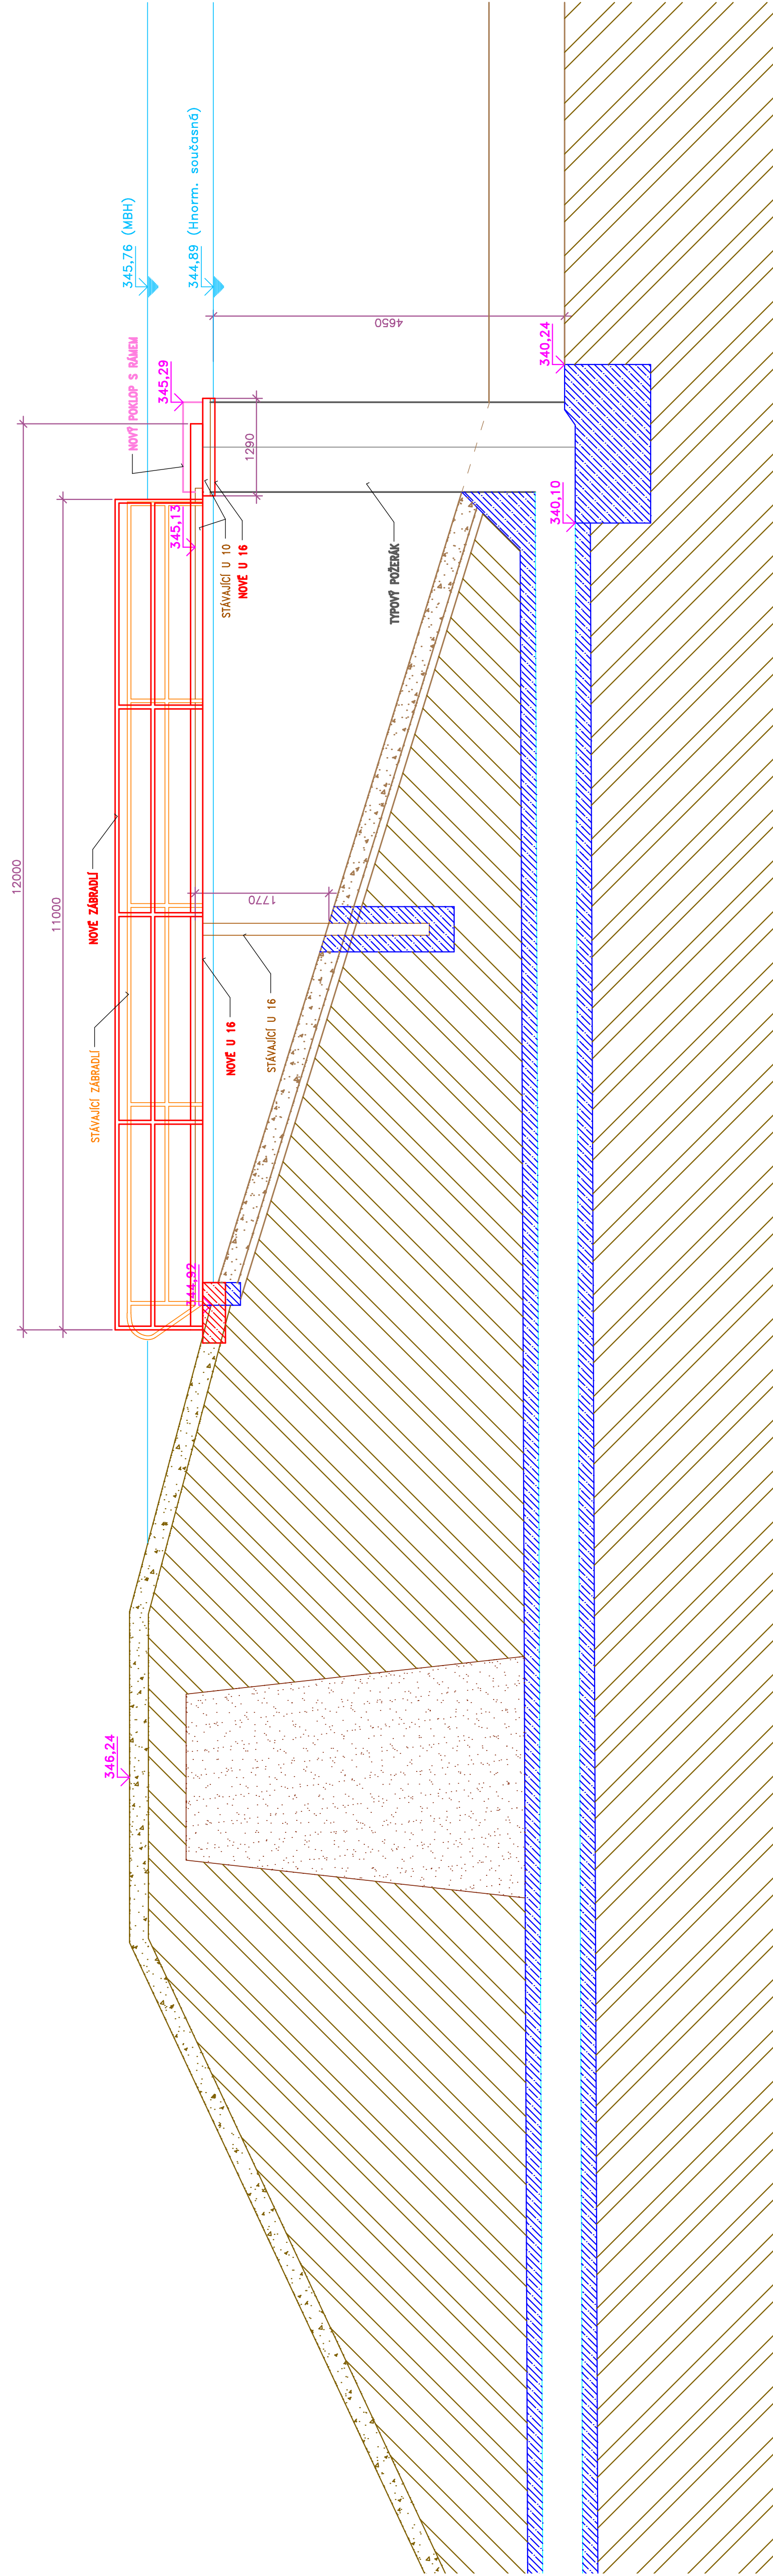 12000
11000
STÁVAJÍCÍ ZÁBRADLÍ
NOVÉ ZÁBRADLÍ
NOVÝ POKLOP S RÁMEM
345,76 (MBH)
344,89 (Hnorm. současná)
345,29
345,13
STÁVAJÍCÍ U 10
NOVÉ U 16
1290
4650
340,24
340,10
TYPOVÝ POŽERÁK
1770
NOVÉ U 16
STÁVAJÍCÍ U 16
344,92
346,24